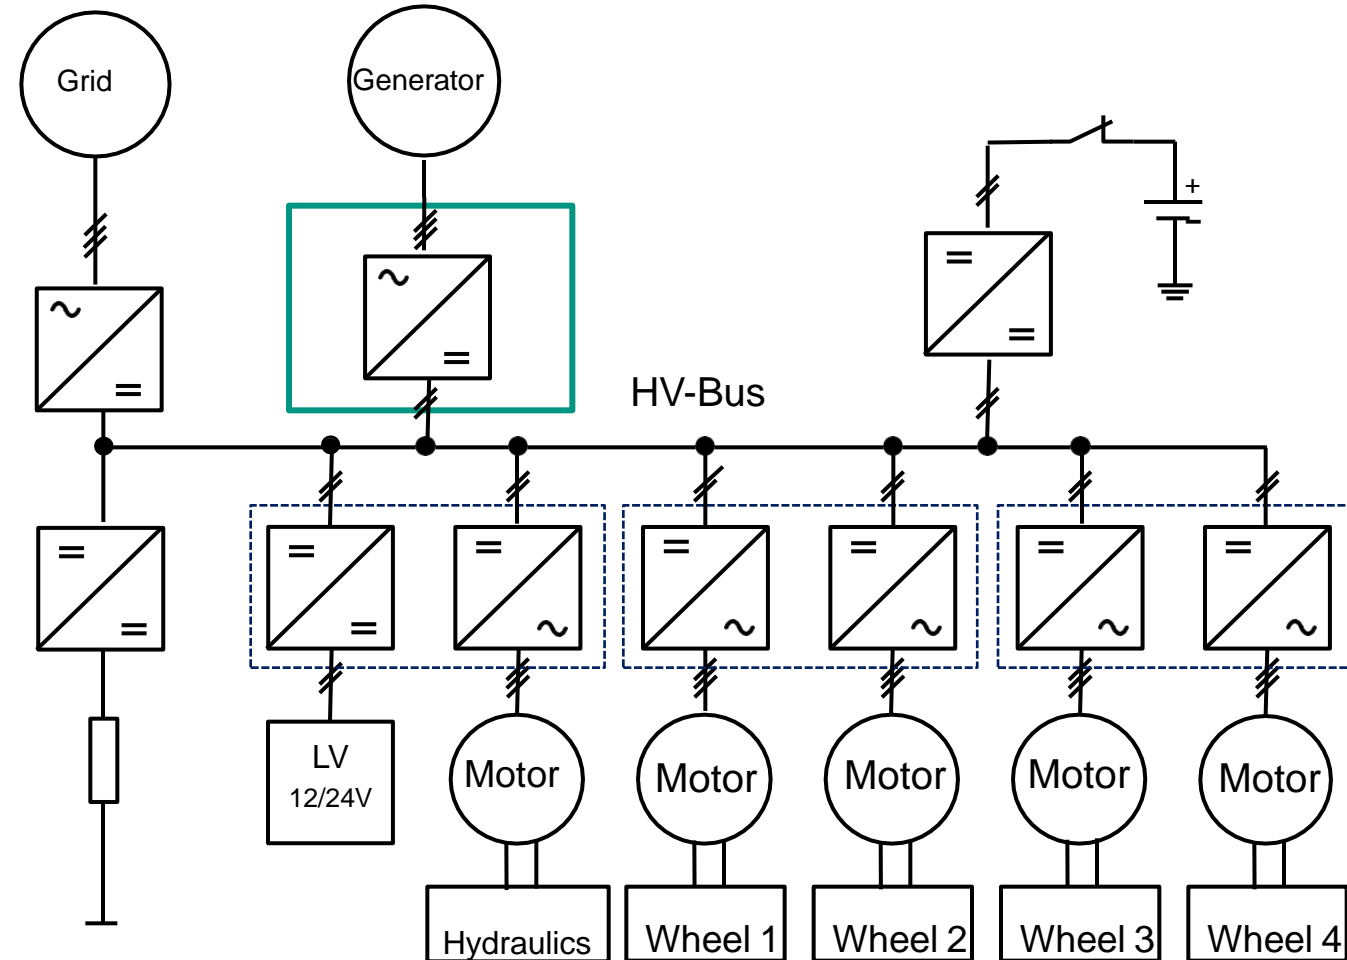 Grid
Generator
+
-
HV-Bus
LV
12/24V
Motor
Motor
Motor
Motor
Motor
Hydraulics
Wheel 1
Wheel 2
Wheel 3
Wheel 4